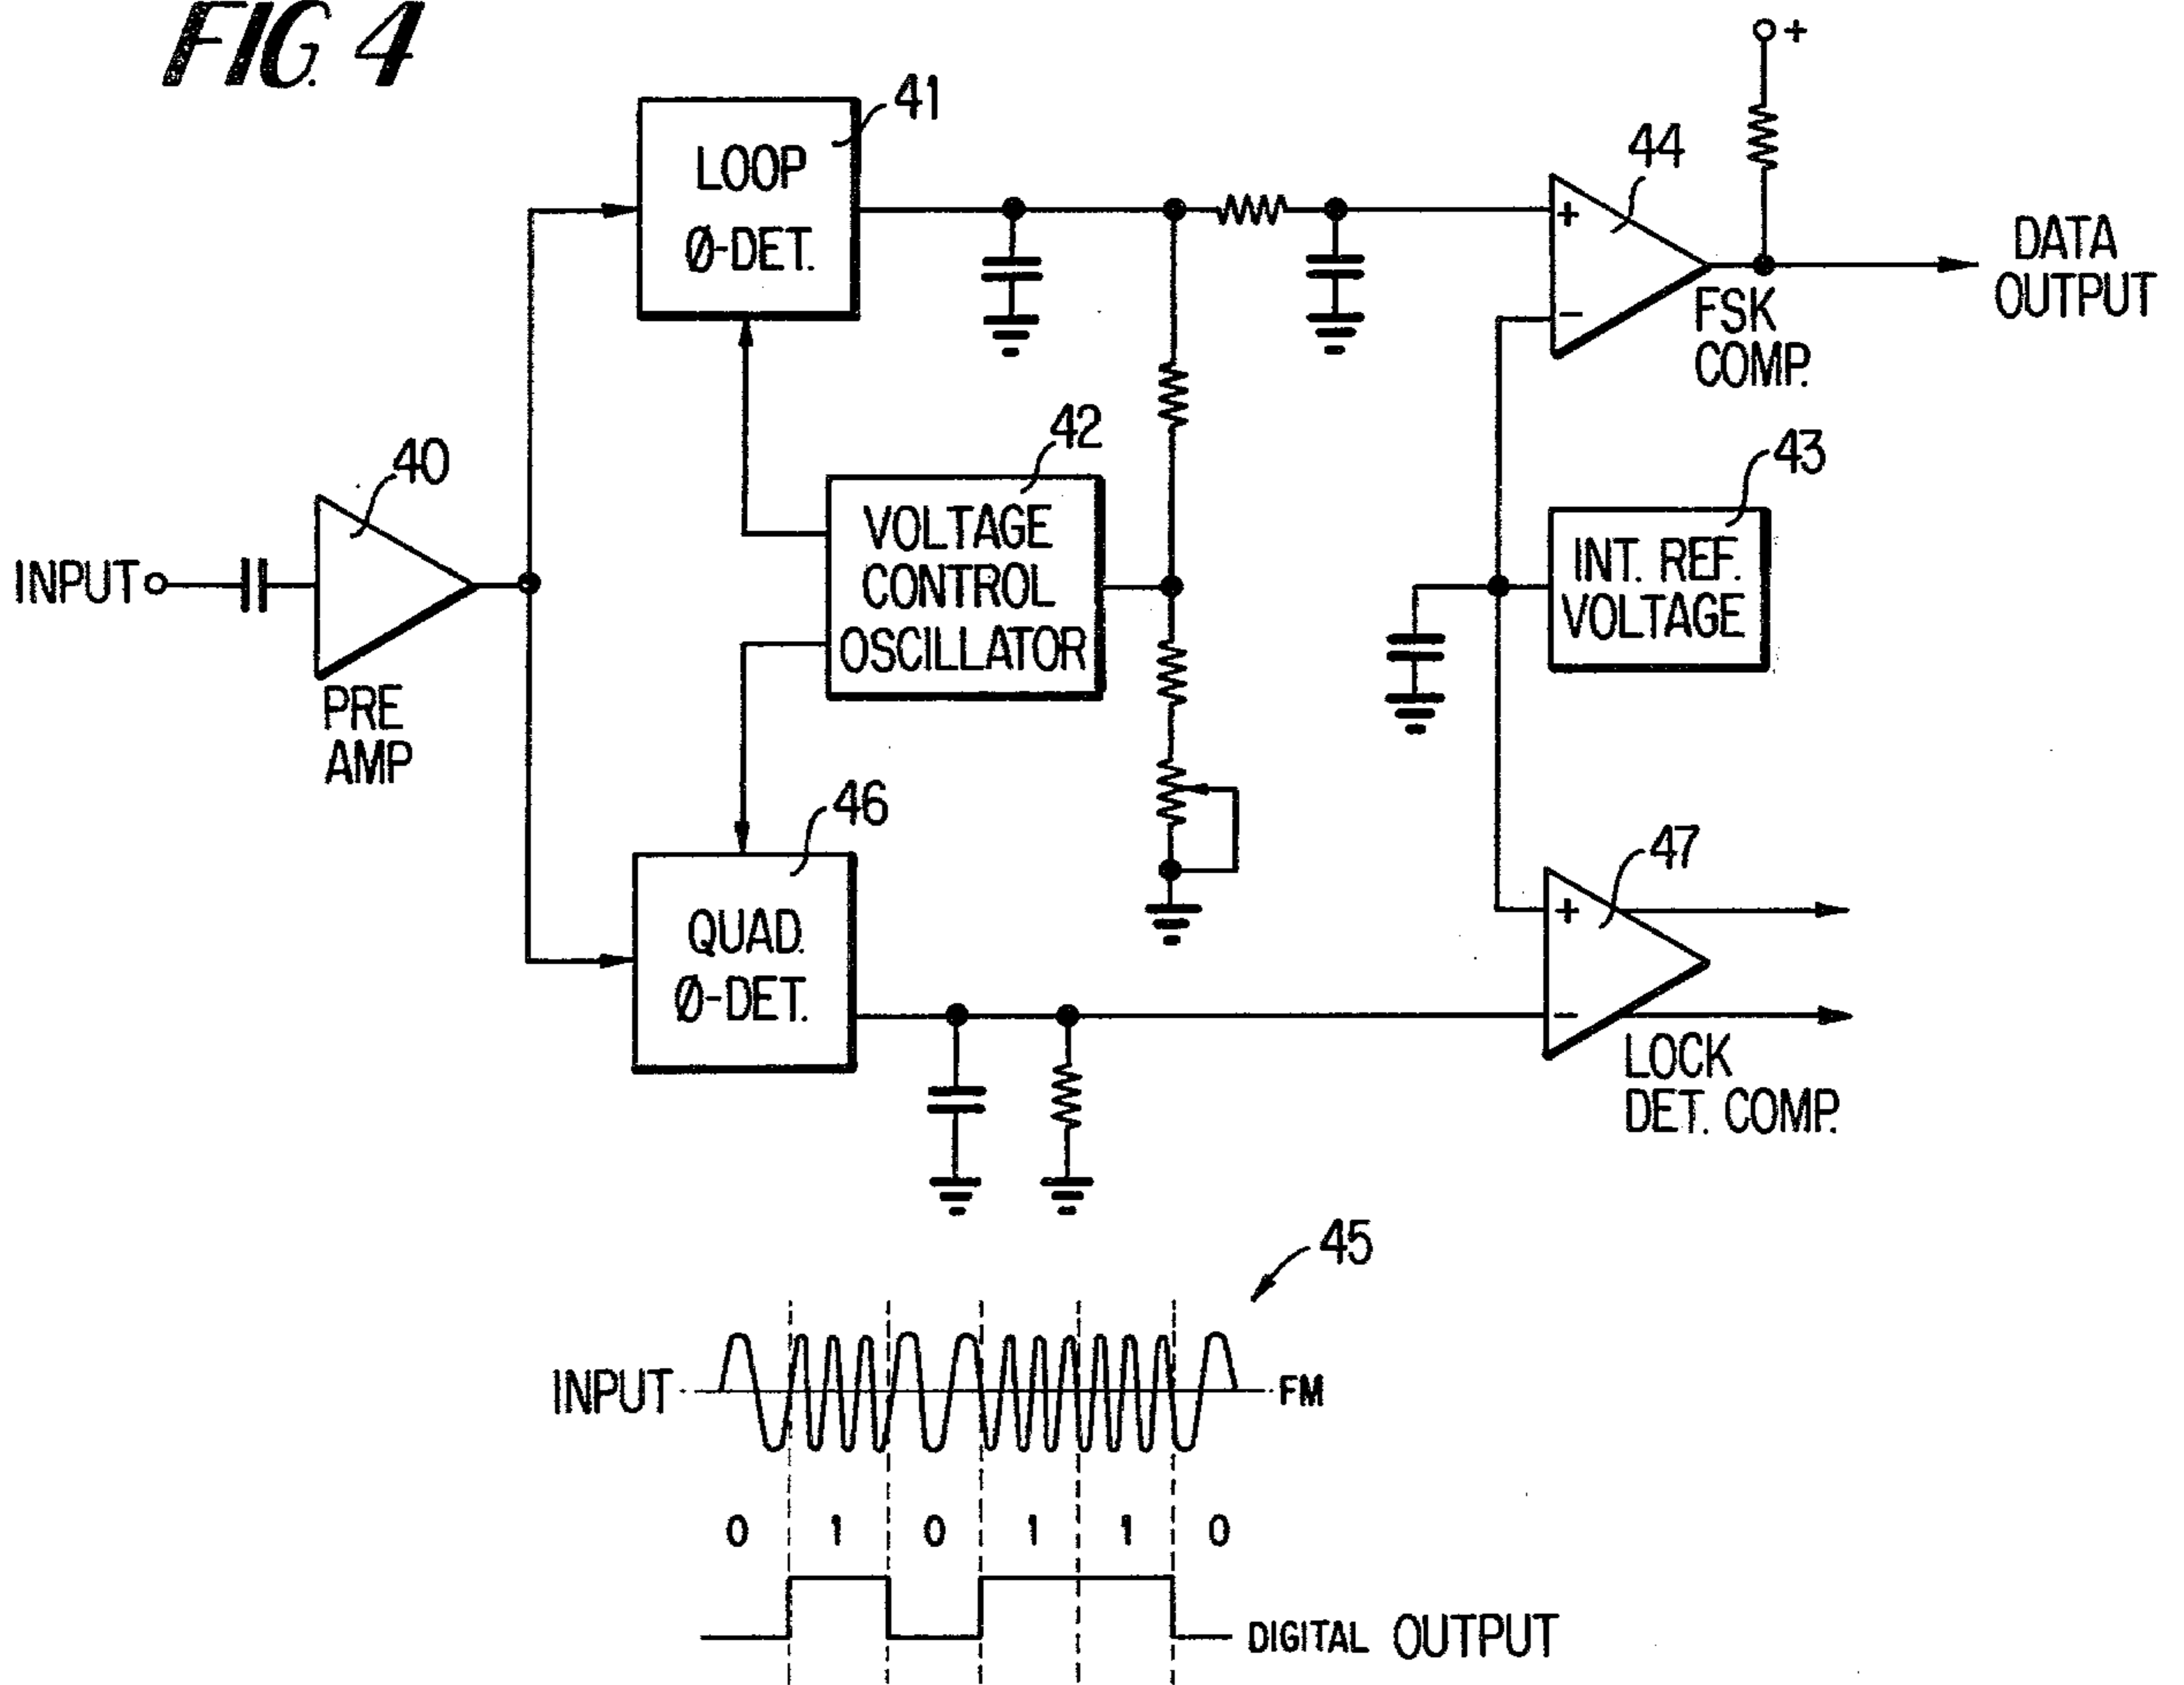 FIG. 4
+
41
LOOP
Ø-DET.
44
+
-
FSK
COMP.
DATA
OUTPUT
42
VOLTAGE
CONTROL
OSCILLATOR
43
INT. REF.
VOLTAGE
40
INPUT
PRE
AMP
46
QUAD.
Ø-DET.
47
+
-
LOCK
DET. COMP.
45
INPUT
FM
0 1 0 1 1 0
DIGITAL OUTPUT